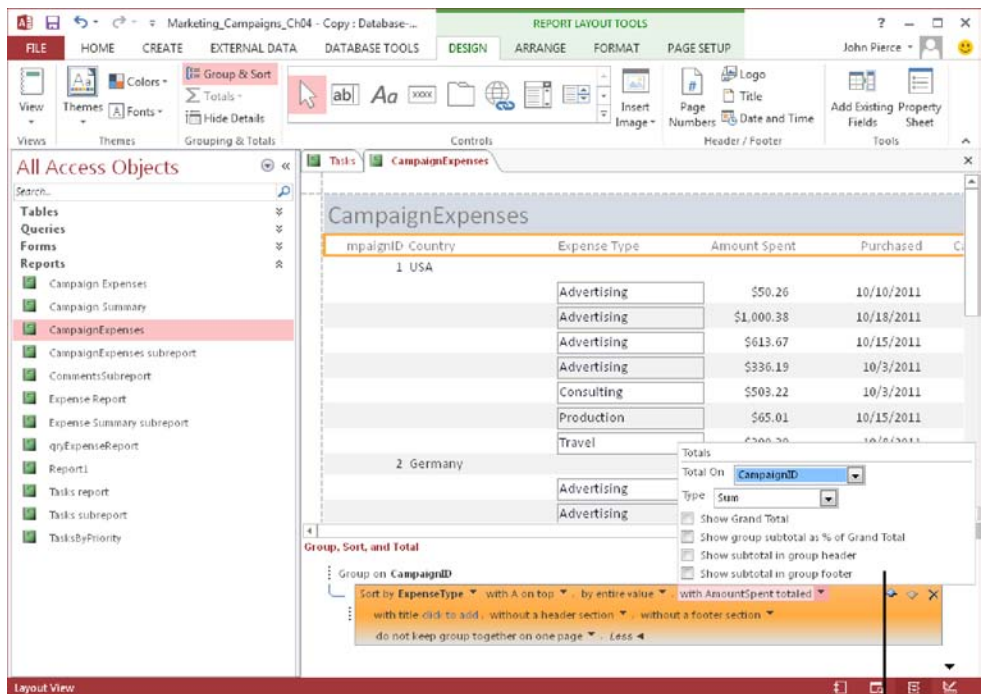 Marketing_Campaigns_Ch04 - Copy : Database-...
REPORT LAYOUT TOOLS
?
FILE HOME CREATE EXTERNAL DATA DATABASE TOOLS DESIGN ARRANGE FORMAT PAGE SETUP John Pierce
View
Themes
Aa
Colors
A Fonts
Group & Sort
Totals
Hide Details
ab Aa xxxx
Insert Image
#
Page Numbers
Logo
Title
Date and Time
Add Existing Fields
Property Sheet
Views Themes Grouping & Totals Controls Header / Footer Tools
All Access Objects
Search...
Tables
Queries
Forms
Reports
Campaign Expenses
Campaign Summary
CampaignExpenses
CampaignExpenses subreport
CommentsSubreport
Expense Report
Expense Summary subreport
qryExpenseReport
Report1
Tasks report
Tasks subreport
TasksByPriority
Tasks CampaignExpenses
CampaignExpenses
mpaignID Country Expense Type Amount Spent Purchased Ca
1 USA
Advertising $50.26 10/10/2011
Advertising $1,000.38 10/18/2011
Advertising $613.67 10/15/2011
Advertising $336.19 10/3/2011
Consulting $503.22 10/3/2011
Production $65.01 10/15/2011
Travel
2 Germany
Advertising
Advertising
Totals
Total On CampaignID
Type Sum
Show Grand Total
Show group subtotal as % of Grand Total
Show subtotal in group header
Show subtotal in group footer
Group, Sort, and Total
Group on CampaignID
Sort by ExpenseType with A on top , by entire value , with AmountSpent totaled
with title click to add , without a header section , without a footer section
do not keep group together on one page , Less
Layout View